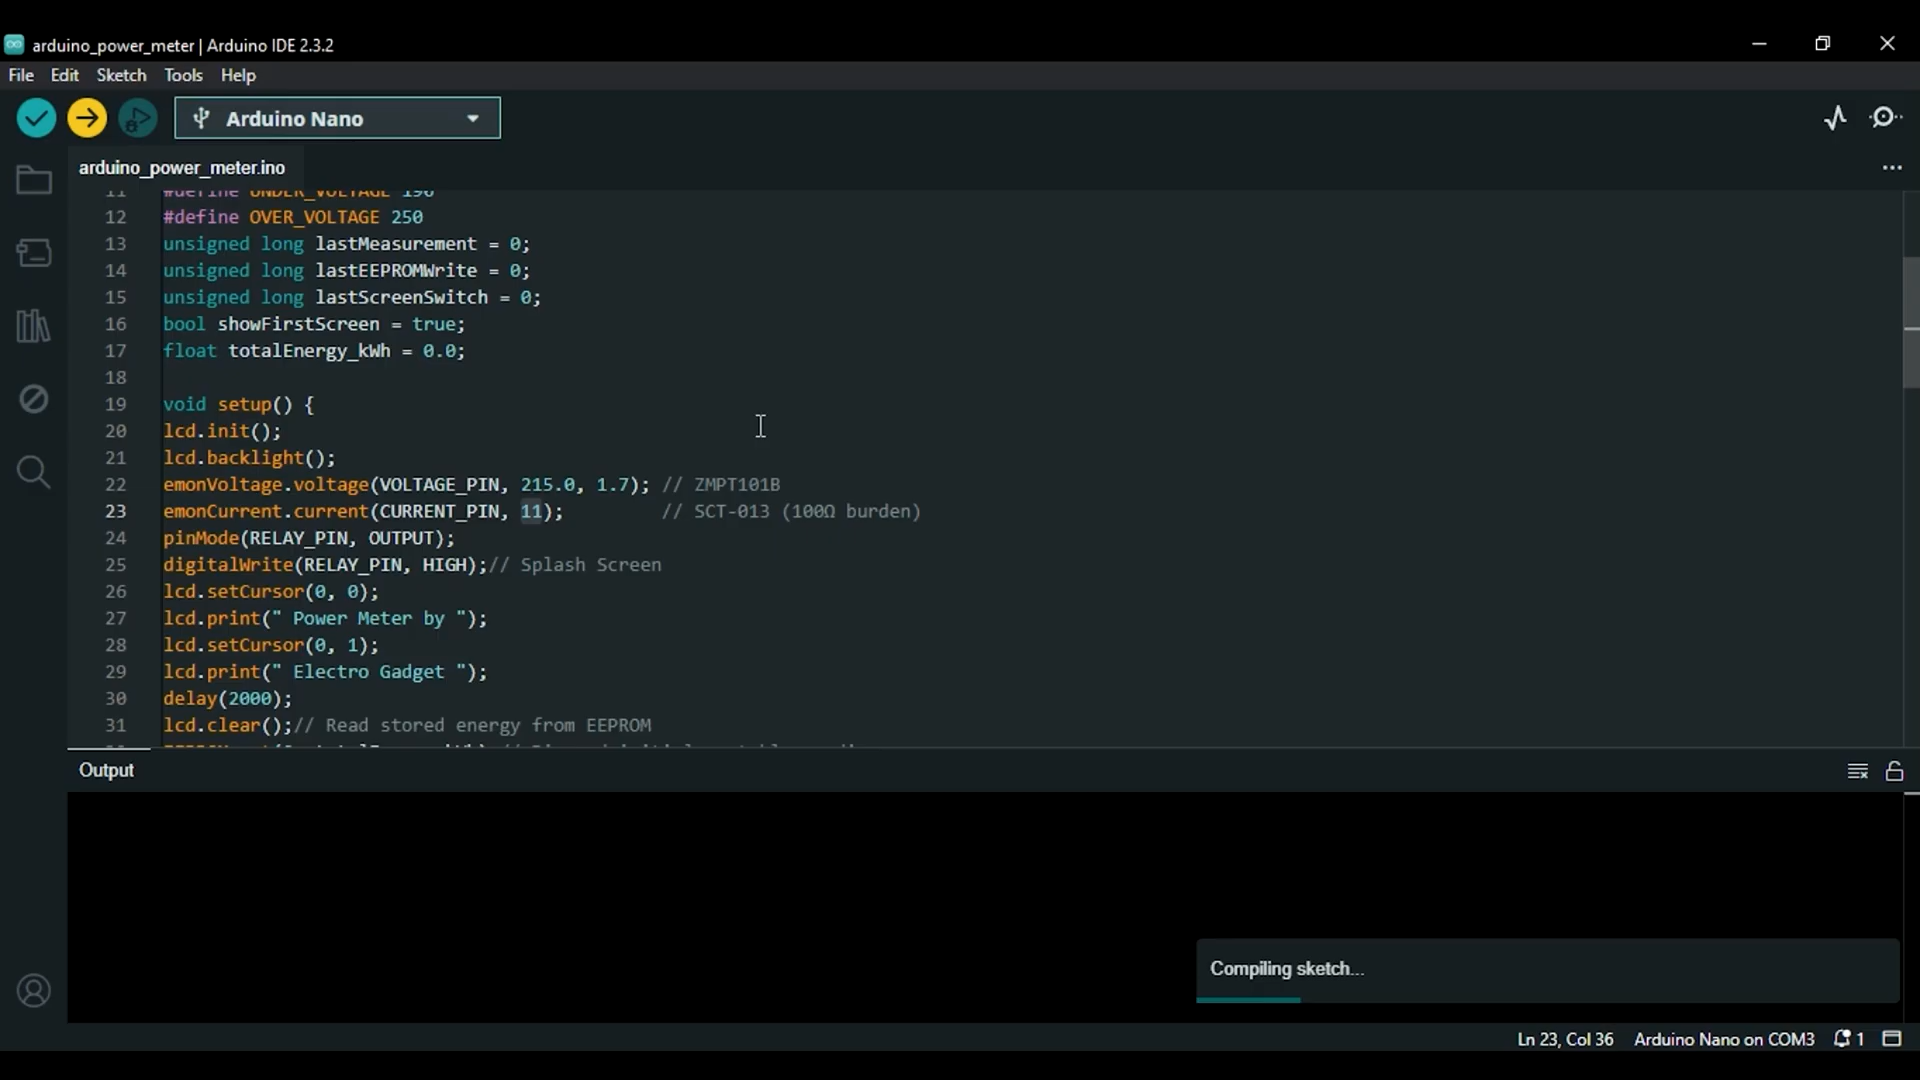 arduino_power_meter | Arduino IDE 2.3.2
File Edit Sketch Tools Help
Arduino Nano
arduino_power_meter.ino
11 #define UNDER_VOLTAGE 190
12 #define OVER_VOLTAGE 250
13 unsigned long lastMeasurement = 0;
14 unsigned long lastEEPROMWrite = 0;
15 unsigned long lastScreenSwitch = 0;
16 bool showFirstScreen = true;
17 float totalEnergy_kWh = 0.0;
18
19 void setup() {
20 lcd.init();
21 lcd.backlight();
22 emonVoltage.voltage(VOLTAGE_PIN, 215.0, 1.7); // ZMPT101B
23 emonCurrent.current(CURRENT_PIN, 11); // SCT-013 (100Ω burden)
24 pinMode(RELAY_PIN, OUTPUT);
25 digitalWrite(RELAY_PIN, HIGH);// Splash Screen
26 lcd.setCursor(0, 0);
27 lcd.print(" Power Meter by ");
28 lcd.setCursor(0, 1);
29 lcd.print(" Electro Gadget ");
30 delay(2000);
31 lcd.clear();// Read stored energy from EEPROM
Output
Compiling sketch...
Ln 23, Col 36 Arduino Nano on COM3 1